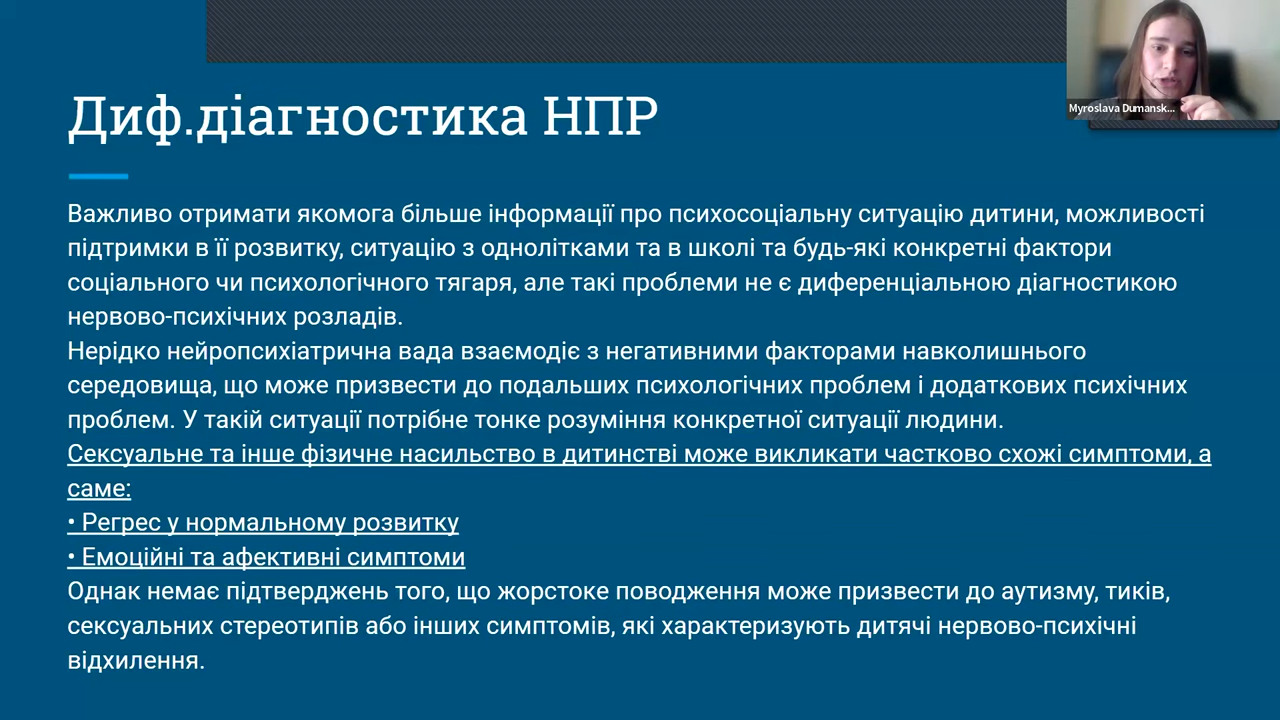 Диф.діагностика НПР
Myroslava Dumansk...
Важливо отримати якомога більше інформації про психосоціальну ситуацію дитини, можливості
підтримки в її розвитку, ситуацію з однолітками та в школі та будь-які конкретні фактори
соціального чи психологічного тягаря, але такі проблеми не є диференціальною діагностикою
нервово-психічних розладів.
Нерідко нейропсихіатрична вада взаємодіє з негативними факторами навколишнього
середовища, що може призвести до подальших психологічних проблем і додаткових психічних
проблем. У такій ситуації потрібне тонке розуміння конкретної ситуації людини.
Сексуальне та інше фізичне насильство в дитинстві може викликати частково схожі симптоми, а
саме:
• Регрес у нормальному розвитку
• Емоційні та афективні симптоми
Однак немає підтверджень того, що жорстоке поводження може призвести до аутизму, тиків,
сексуальних стереотипів або інших симптомів, які характеризують дитячі нервово-психічні
відхилення.